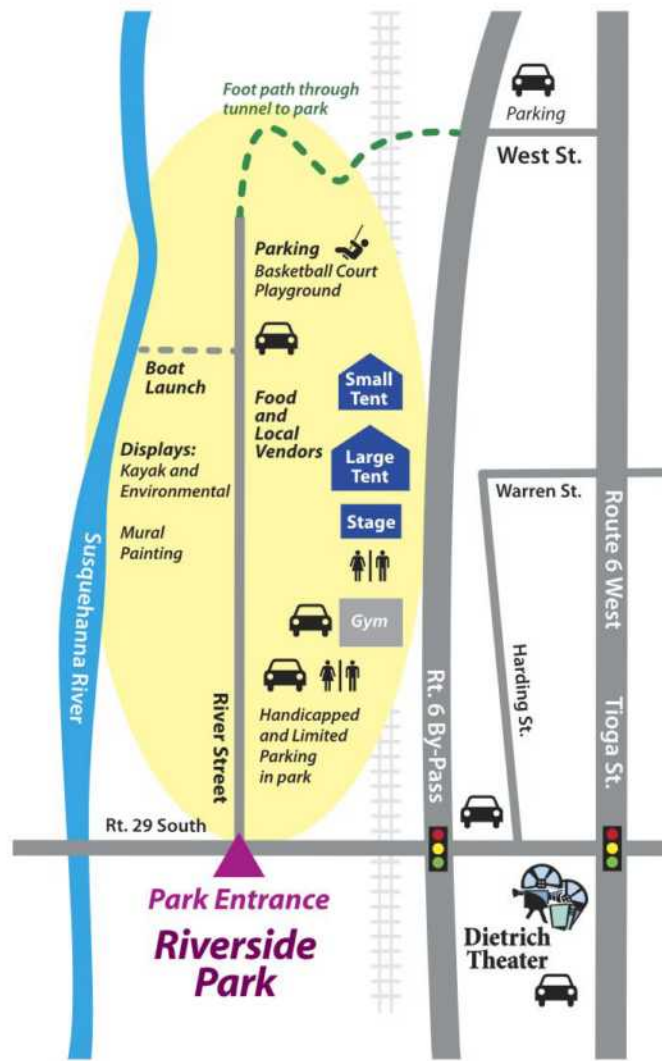 Foot path through
tunnel to park
Parking
West St.
Parking
Basketball Court
Playground
Boat
Launch
Food
and
Local
Vendors
Small
Tent
Displays:
Kayak and
Environmental
Large
Tent
Warren St.
Mural
Painting
Stage
Route 6 West
Susquehanna River
Gym
Harding St.
Rt. 6 By-Pass
Tioga St.
River Street
Handicapped
and Limited
Parking
in park
Rt. 29 South
Park Entrance
Riverside
Park
Dietrich
Theater